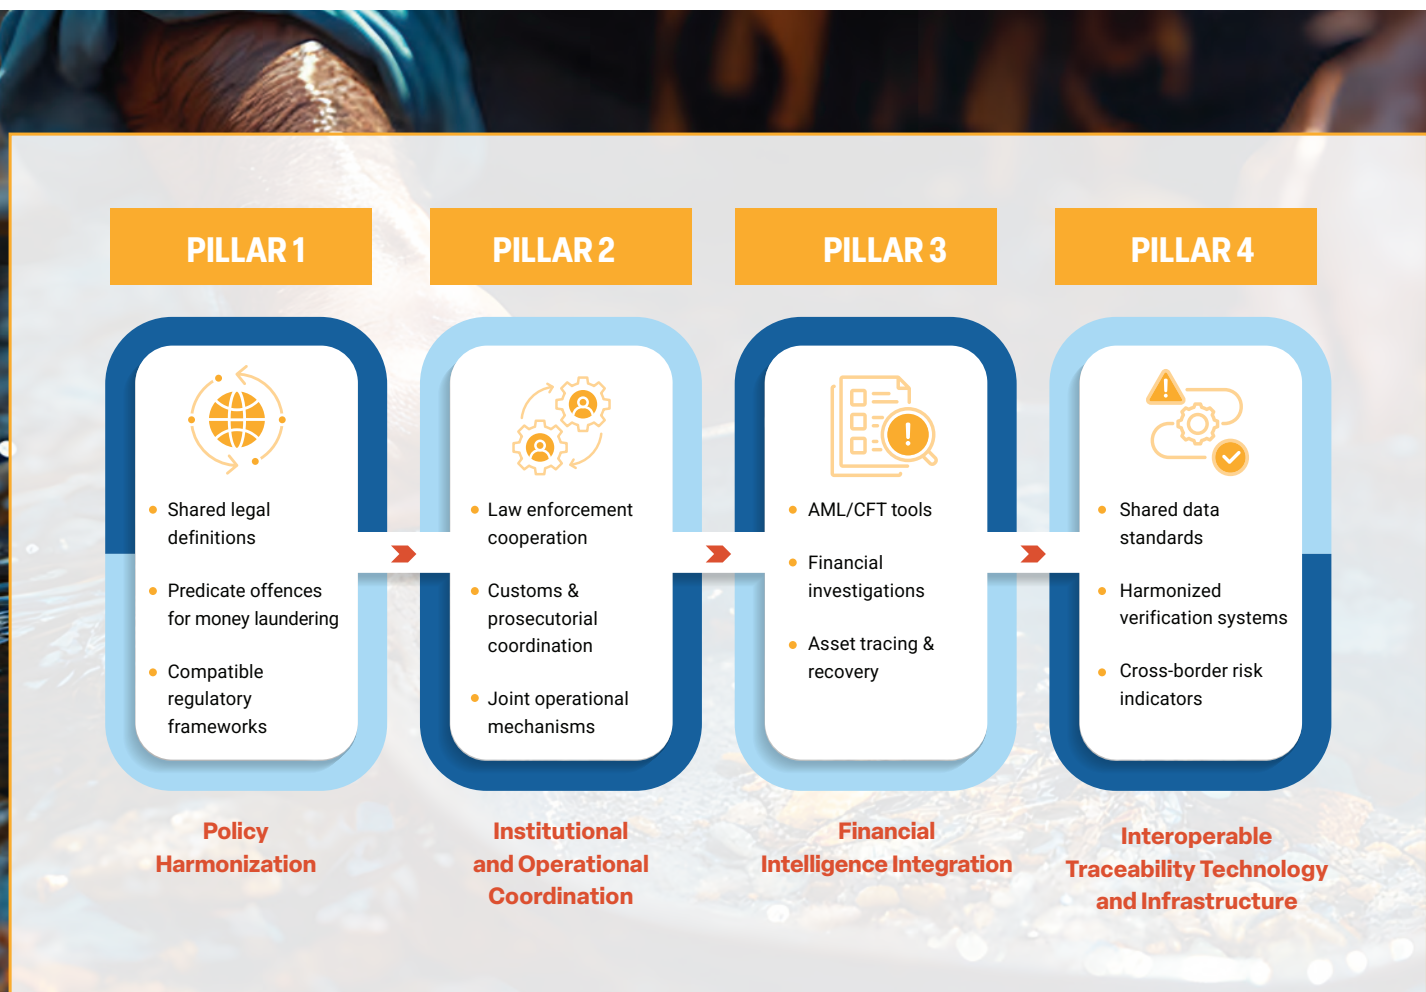 PILLAR 1
Shared legal
definitions
Predicate offences
for money laundering
Compatible
regulatory
frameworks
Policy
Harmonization
PILLAR 2
Law enforcement
cooperation
Customs &
prosecutorial
coordination
Joint operational
mechanisms
Institutional
and Operational
Coordination
PILLAR 3
AML/CFT tools
Financial
investigations
Asset tracing &
recovery
Financial
Intelligence Integration
PILLAR 4
Shared data
standards
Harmonized
verification systems
Cross-border risk
indicators
Interoperable
Traceability Technology
and Infrastructure